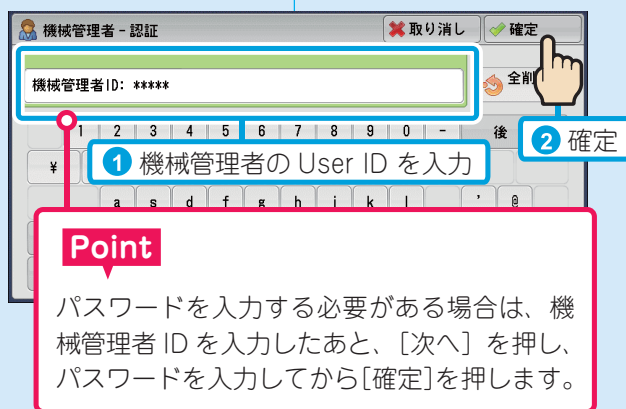 機械管理者 - 認証
取り消し
確定
機械管理者ID: *****
全削
1 2 3 4 5 6 7 8 9 0 -
後
2 確定
¥
1 機械管理者の User ID を入力
a s d f g h j k l ' @
Point
パスワードを入力する必要がある場合は、機
械管理者 ID を入力したあと、[次へ] を押し、
パスワードを入力してから[確定]を押します。